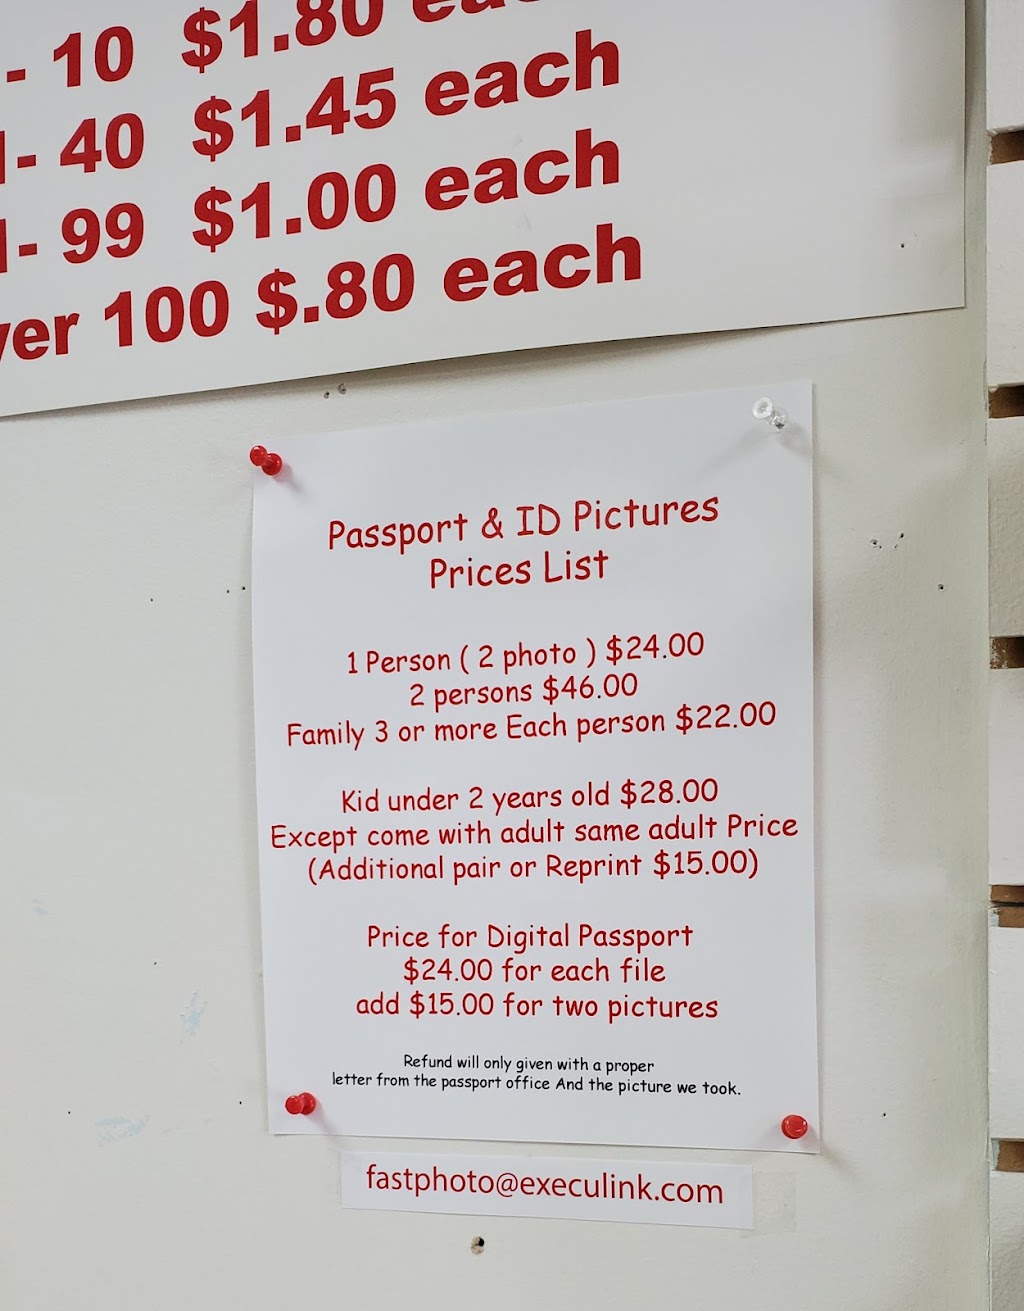 - 10 $1.80 each
- 40 $1.45 each
- 99 $1.00 each
100 $.80 each
Passport & ID Pictures
Prices List
1 Person ( 2 photo ) $24.00
2 persons $46.00
Family 3 or more Each person $22.00
Kid under 2 years old $28.00
Except come with adult same adult Price
(Additional pair or Reprint $15.00)
Price for Digital Passport
$24.00 for each file
add $15.00 for two pictures
Refund will only given with a proper
letter from the passport office And the picture we took.
fastphoto@execulink.com